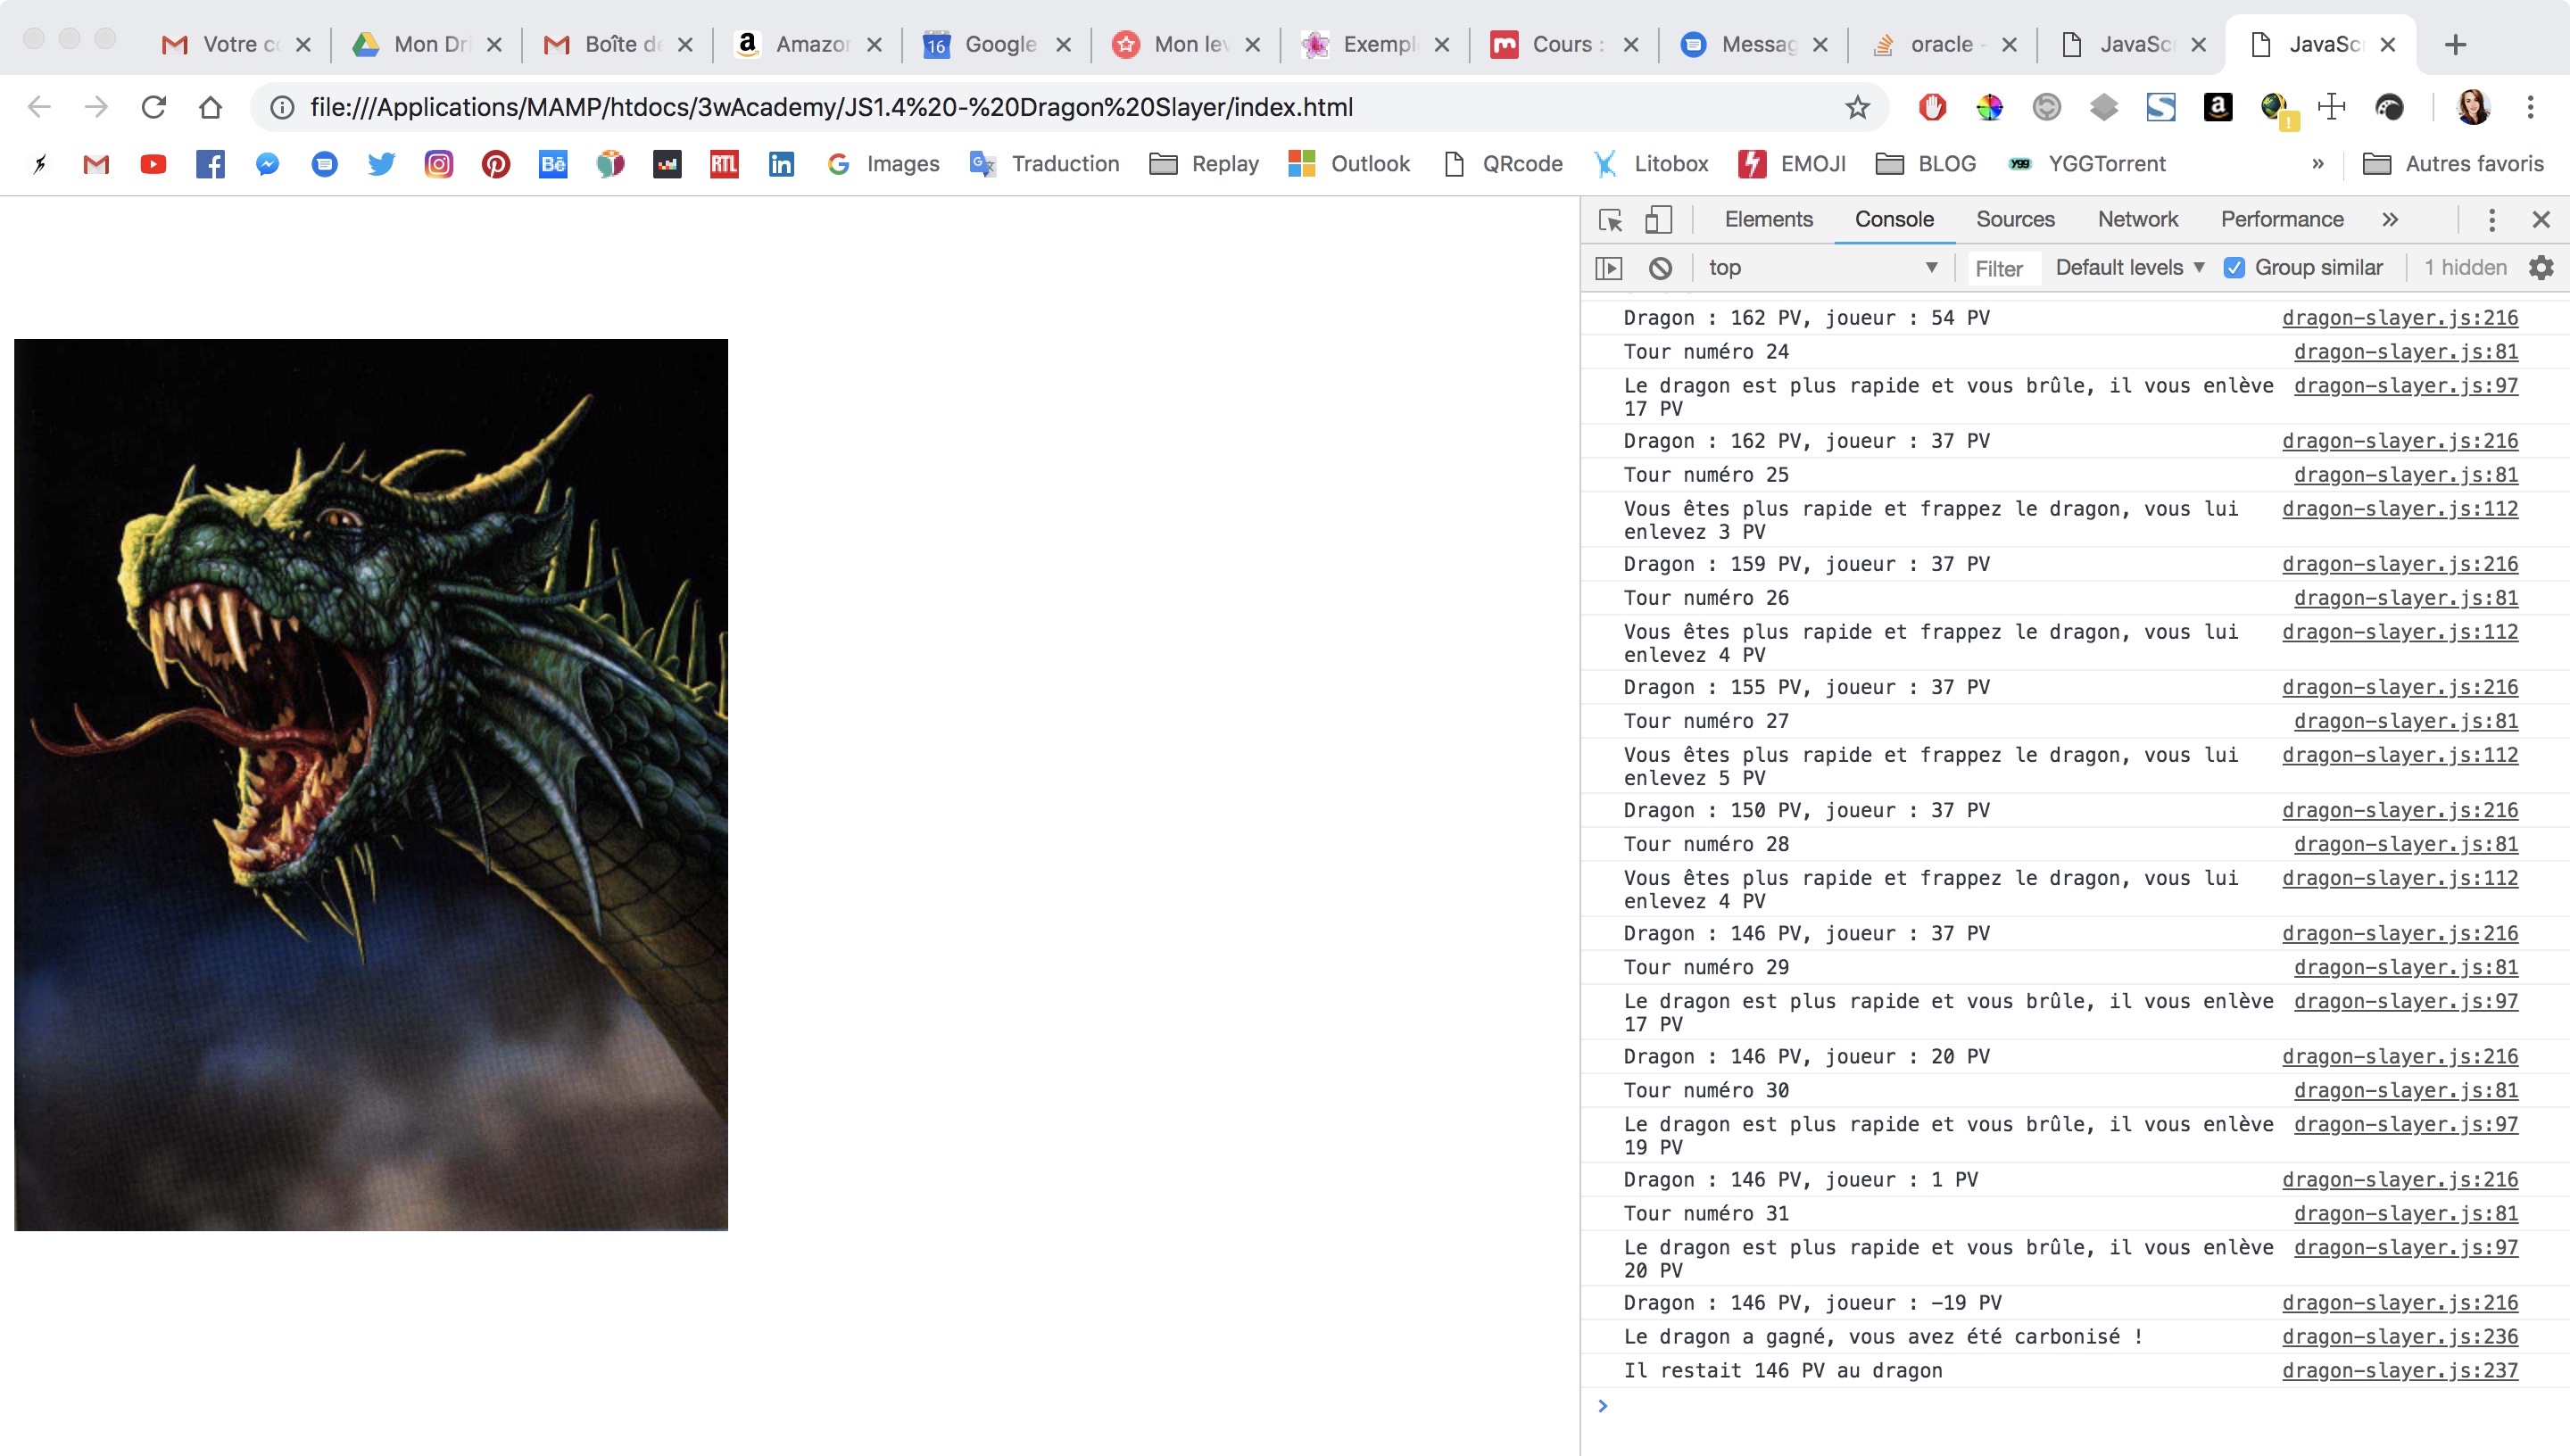 Votre c
Mon Dri
Boîte de
Amazon
16
Google
Mon lev
Exempl
Cours :
Messag
oracle -
JavaSc
JavaSc
file:///Applications/MAMP/htdocs/3wAcademy/JS1.4%20-%20Dragon%20Slayer/index.html
Images
Traduction
Replay
Outlook
QRcode
Litobox
EMOJI
BLOG
YGGTorrent
»
Autres favoris
Elements Console Sources Network Performance »
top Filter Default levels Group similar 1 hidden
Dragon : 162 PV, joueur : 54 PV dragon-slayer.js:216
Tour numéro 24 dragon-slayer.js:81
Le dragon est plus rapide et vous brûle, il vous enlève dragon-slayer.js:97
17 PV
Dragon : 162 PV, joueur : 37 PV dragon-slayer.js:216
Tour numéro 25 dragon-slayer.js:81
Vous êtes plus rapide et frappez le dragon, vous lui dragon-slayer.js:112
enlevez 3 PV
Dragon : 159 PV, joueur : 37 PV dragon-slayer.js:216
Tour numéro 26 dragon-slayer.js:81
Vous êtes plus rapide et frappez le dragon, vous lui dragon-slayer.js:112
enlevez 4 PV
Dragon : 155 PV, joueur : 37 PV dragon-slayer.js:216
Tour numéro 27 dragon-slayer.js:81
Vous êtes plus rapide et frappez le dragon, vous lui dragon-slayer.js:112
enlevez 5 PV
Dragon : 150 PV, joueur : 37 PV dragon-slayer.js:216
Tour numéro 28 dragon-slayer.js:81
Vous êtes plus rapide et frappez le dragon, vous lui dragon-slayer.js:112
enlevez 4 PV
Dragon : 146 PV, joueur : 37 PV dragon-slayer.js:216
Tour numéro 29 dragon-slayer.js:81
Le dragon est plus rapide et vous brûle, il vous enlève dragon-slayer.js:97
17 PV
Dragon : 146 PV, joueur : 20 PV dragon-slayer.js:216
Tour numéro 30 dragon-slayer.js:81
Le dragon est plus rapide et vous brûle, il vous enlève dragon-slayer.js:97
19 PV
Dragon : 146 PV, joueur : 1 PV dragon-slayer.js:216
Tour numéro 31 dragon-slayer.js:81
Le dragon est plus rapide et vous brûle, il vous enlève dragon-slayer.js:97
20 PV
Dragon : 146 PV, joueur : -19 PV dragon-slayer.js:216
Le dragon a gagné, vous avez été carbonisé ! dragon-slayer.js:236
Il restait 146 PV au dragon dragon-slayer.js:237